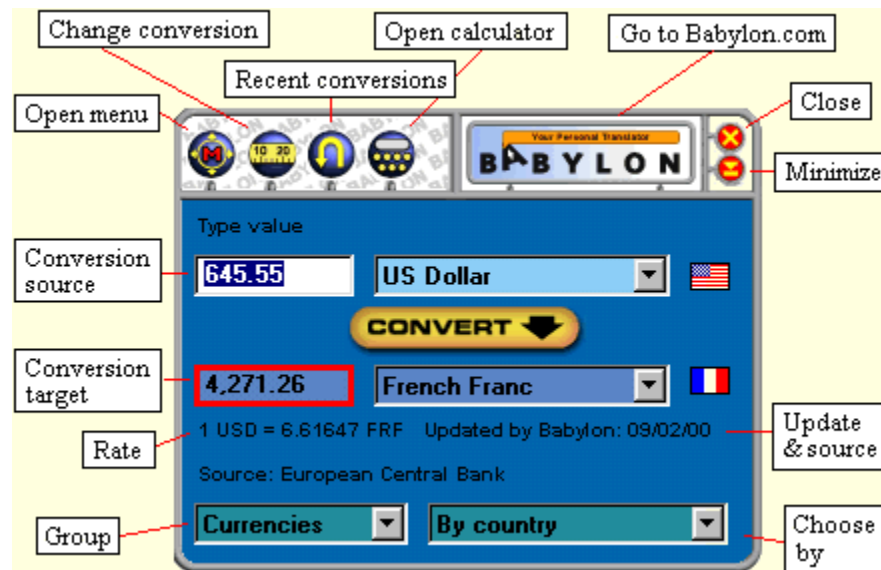 Change conversion
Open calculator
Go to Babylon.com
Recent conversions
Open menu
Close
Your Personal Translator
BABYLON
M
10 20
Minimize
Type value
Conversion
source
645.55
US Dollar
CONVERT
Conversion
target
4,271.26
French Franc
Rate
1 USD = 6.61647 FRF Updated by Babylon: 09/02/00
Update
& source
Source: European Central Bank
Group
Currencies
By country
Choose
by